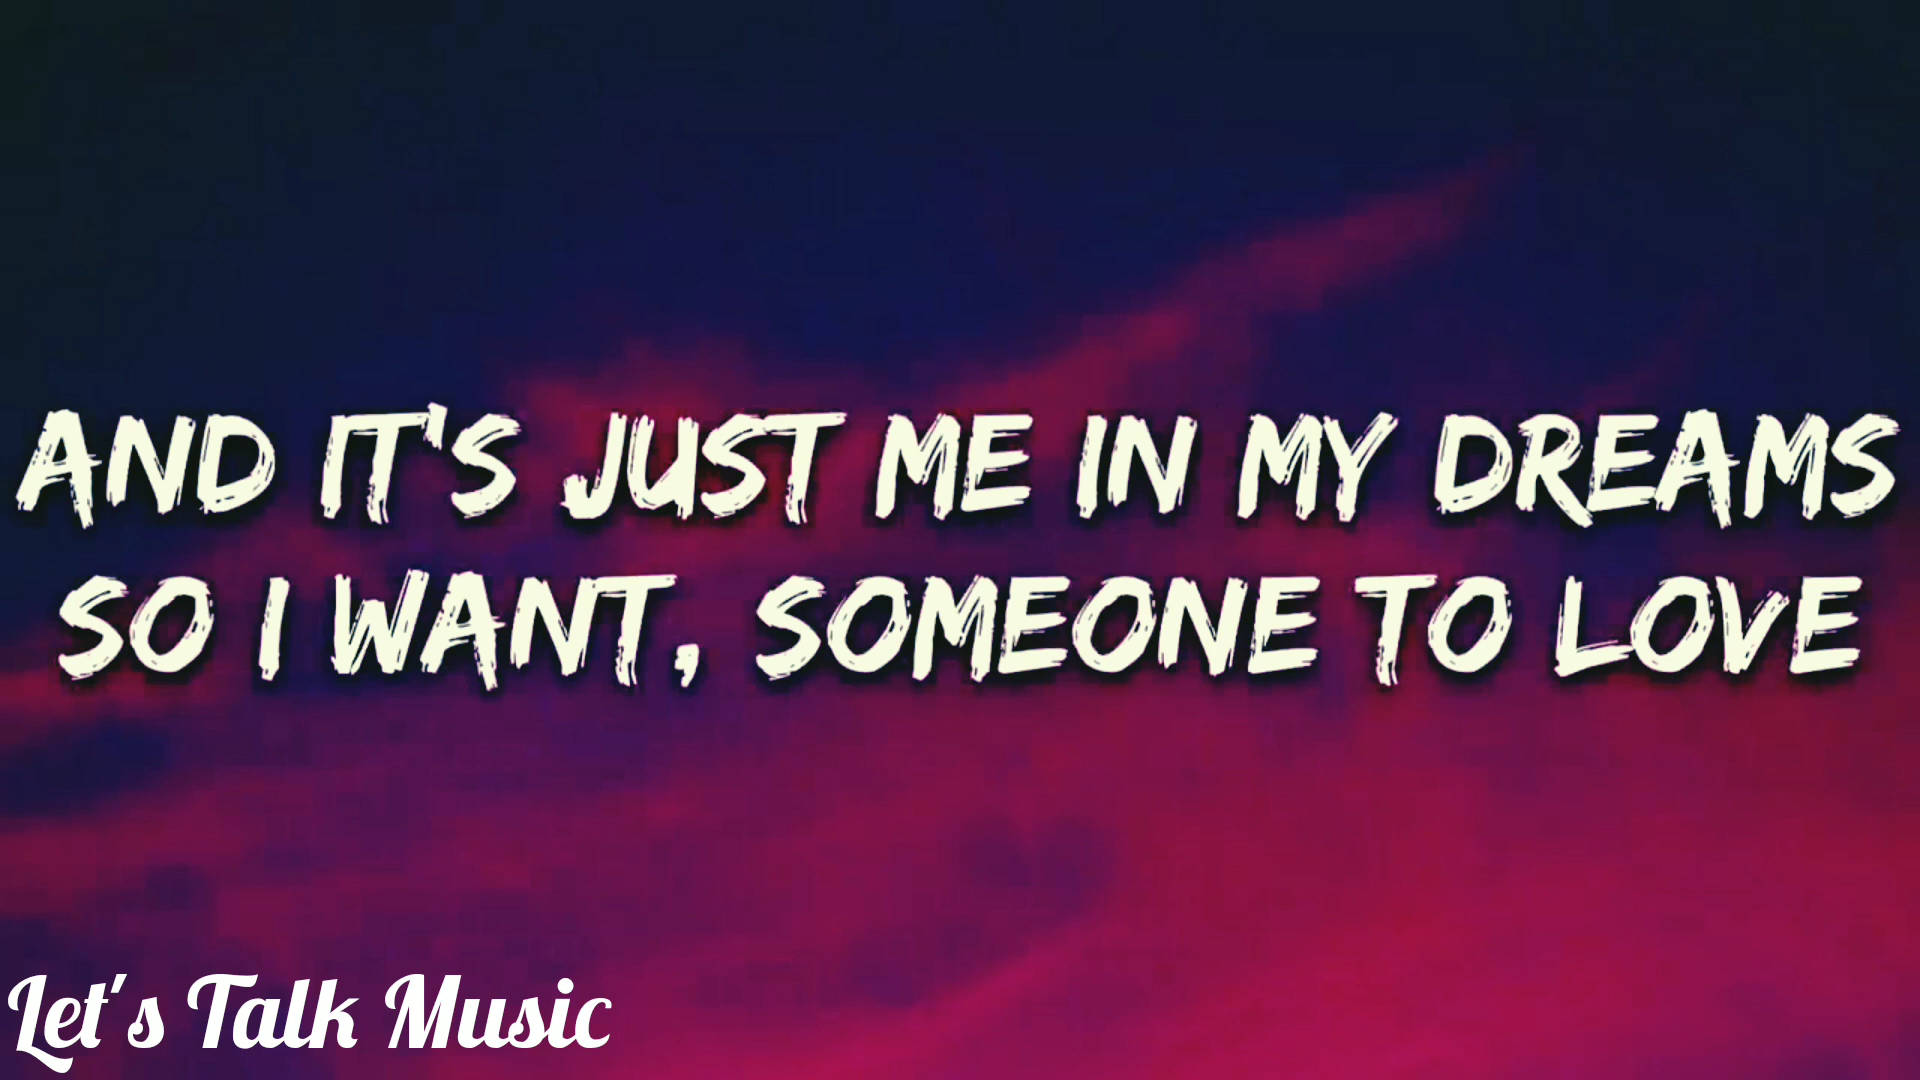 AND IT'S JUST ME IN MY DREAMS
SO I WANT, SOMEONE TO LOVE
Let's Talk Music